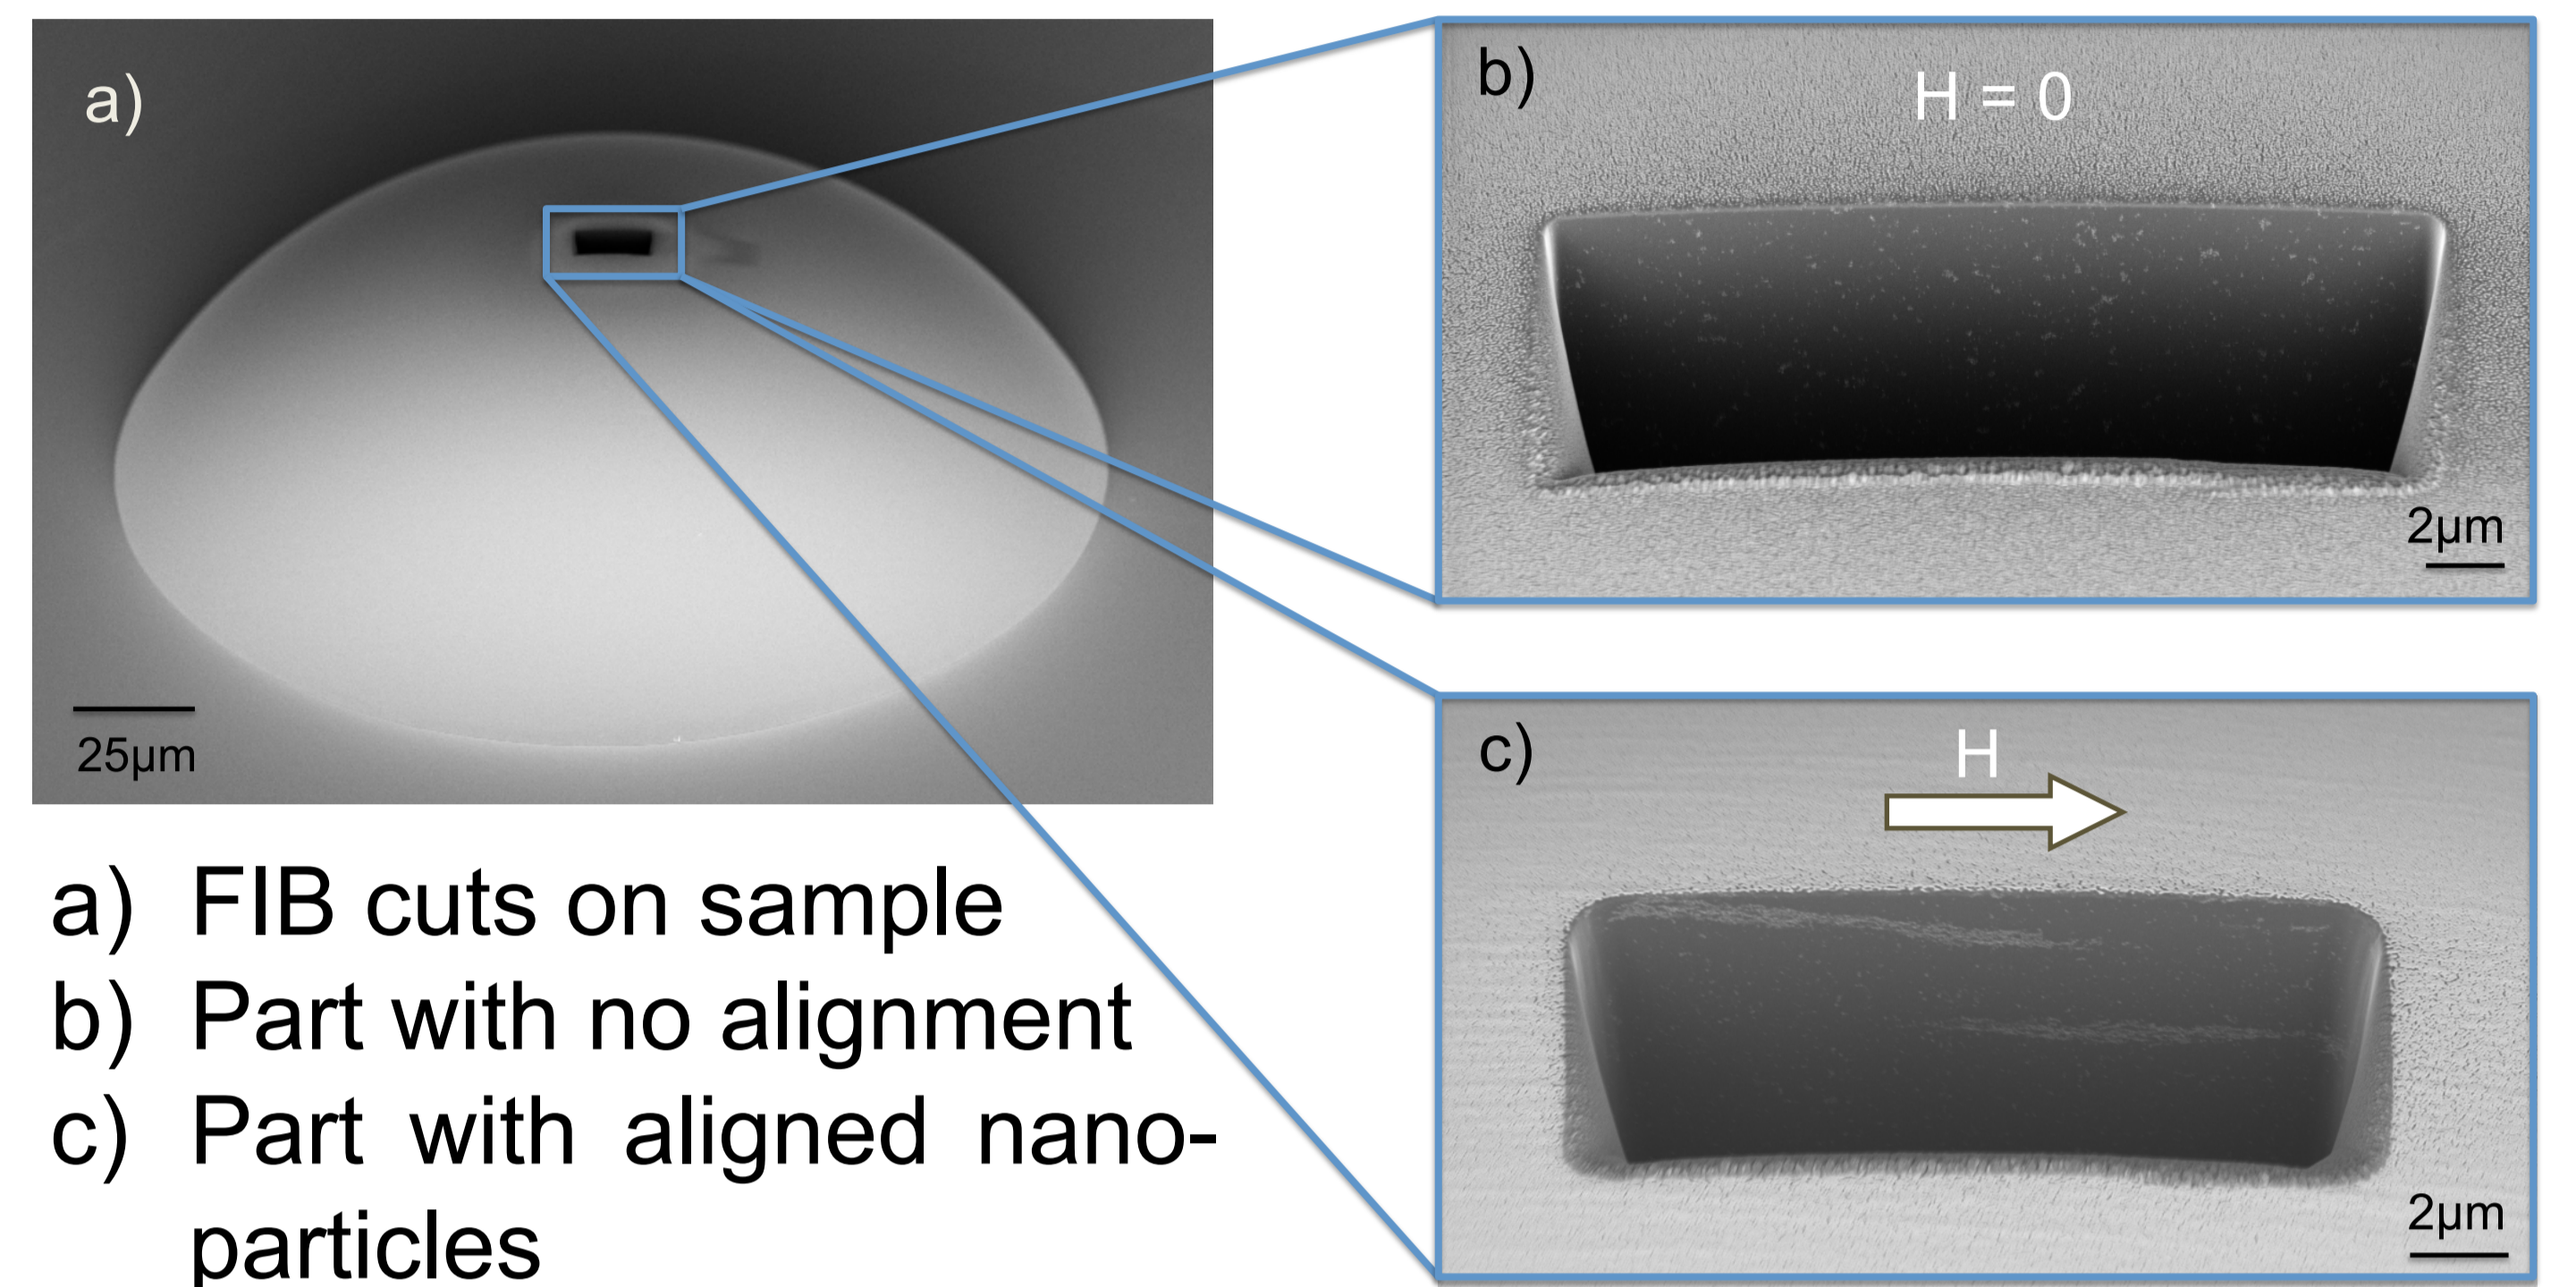 a)
25µm
b)
H = 0
2µm
c)
H
2µm
a) FIB cuts on sample
b) Part with no alignment
c) Part with aligned nano-
particles